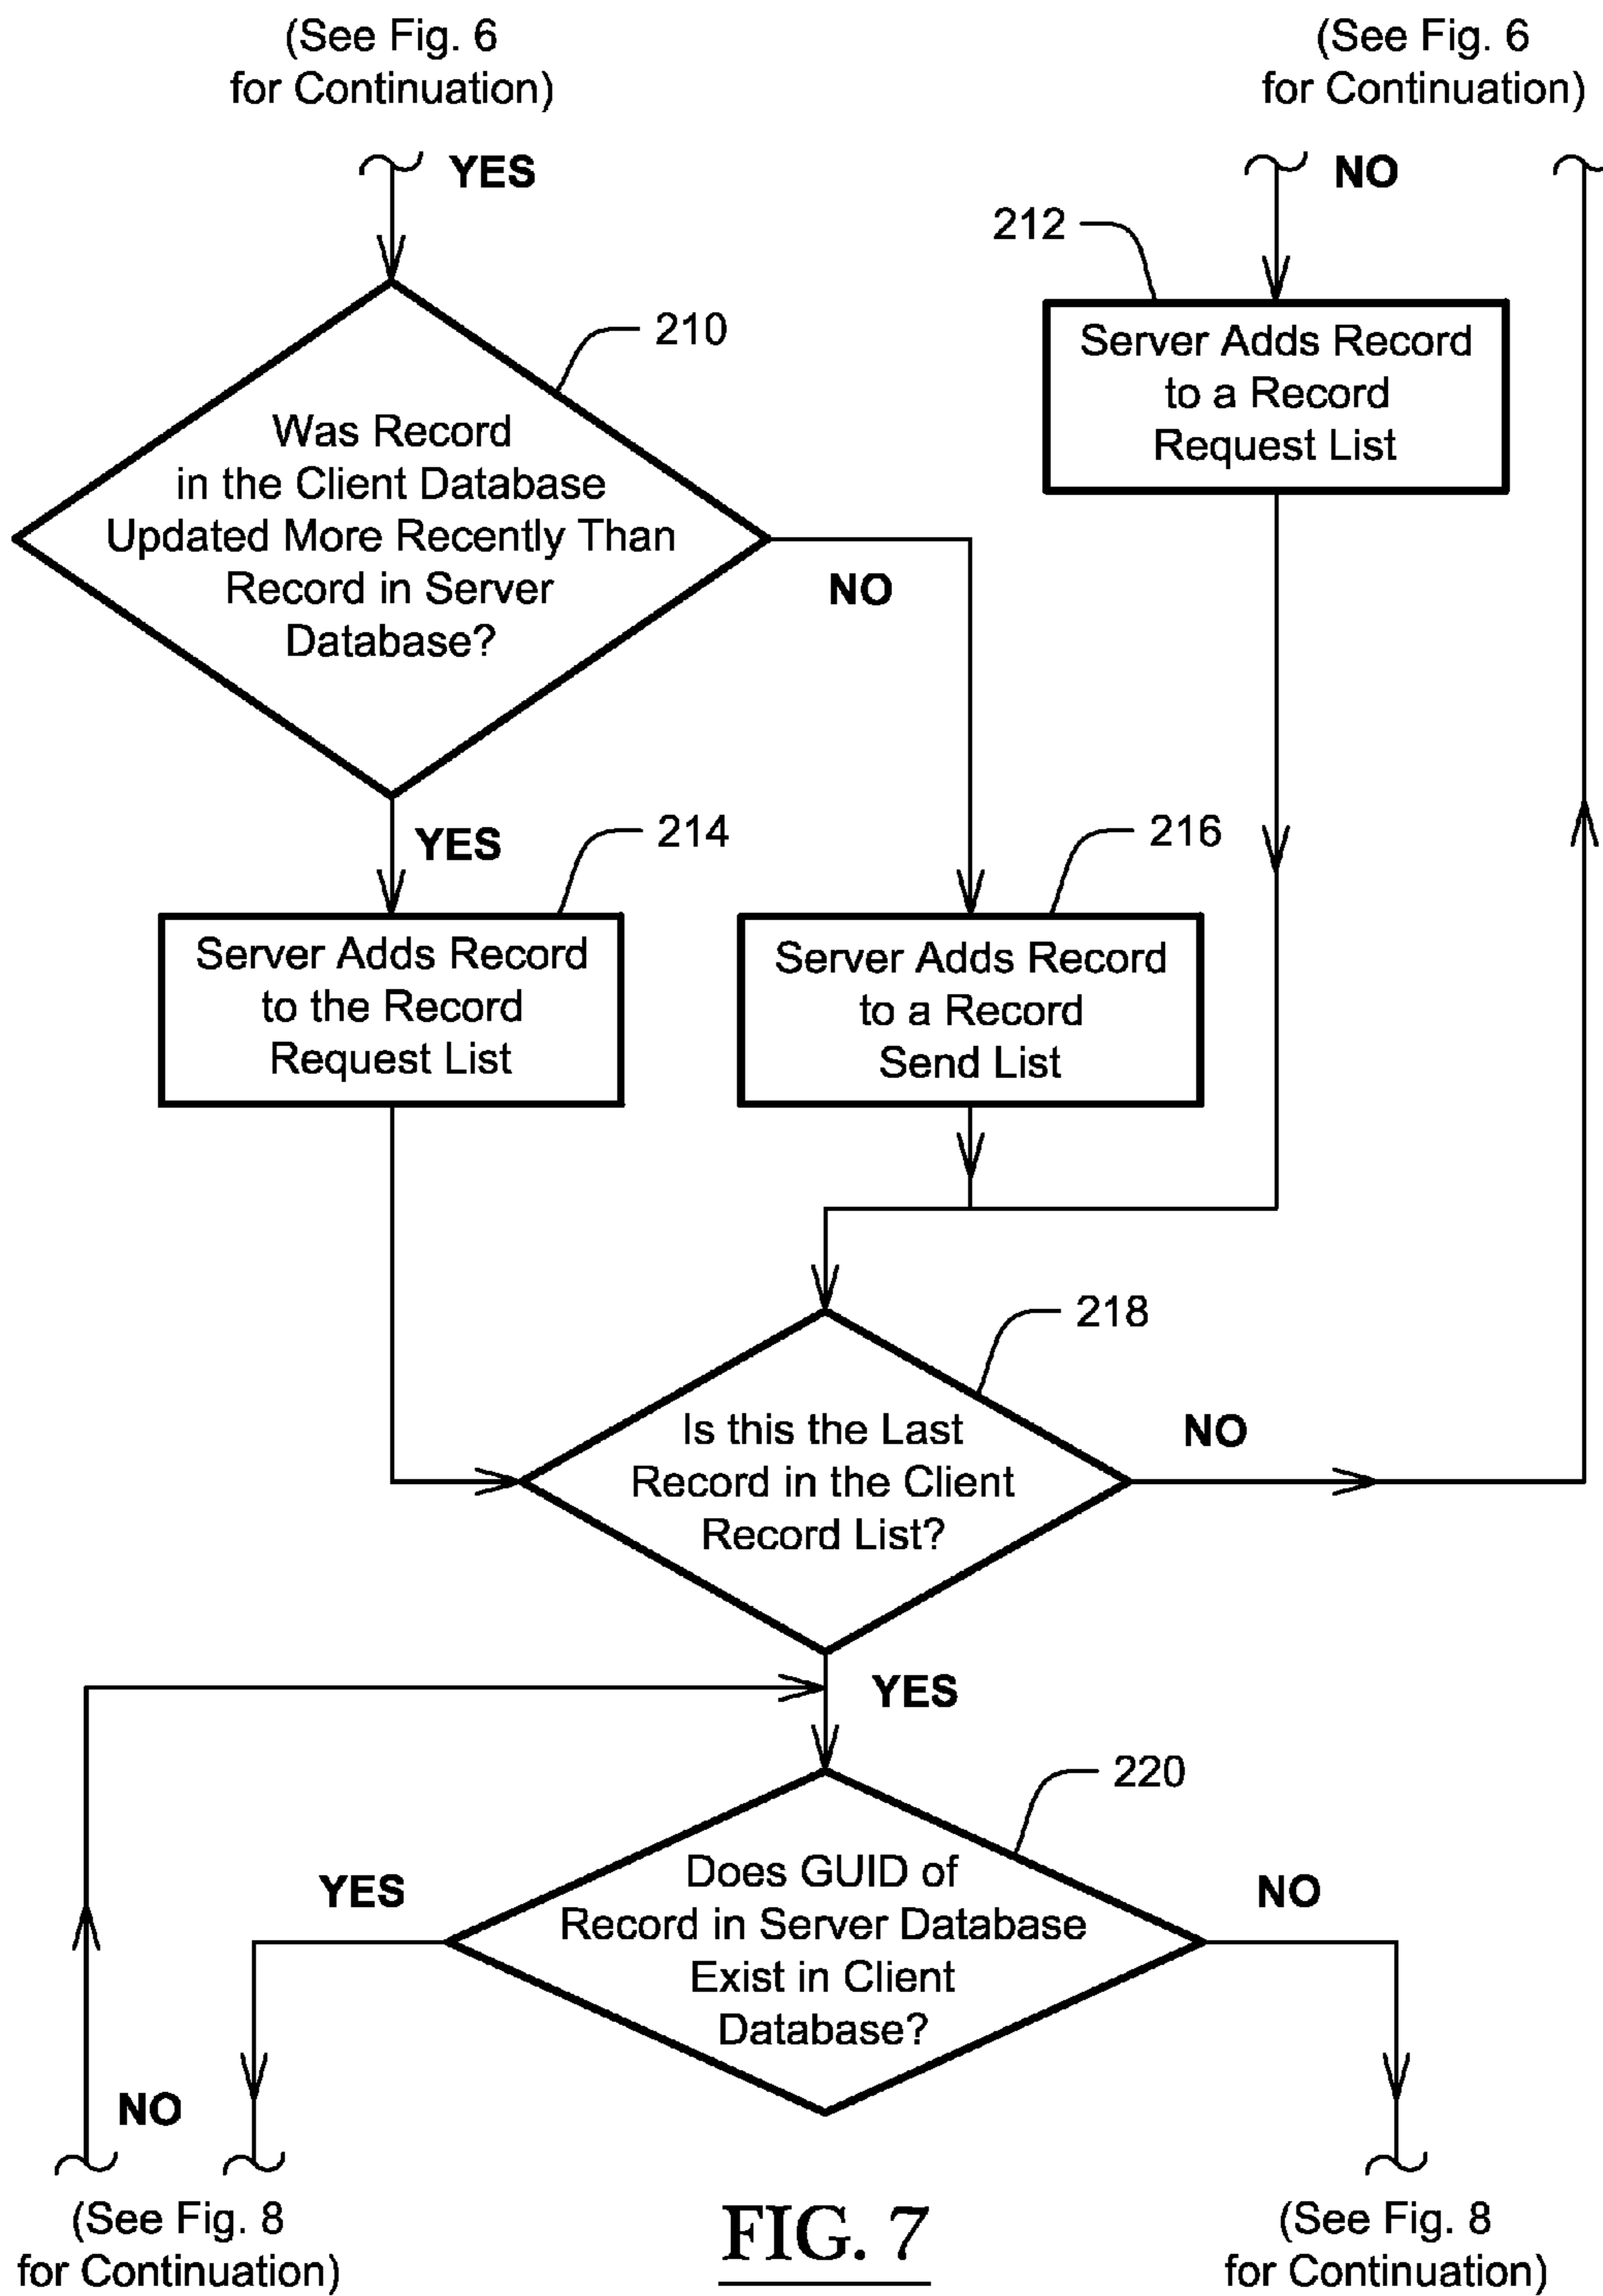 (See Fig. 6
for Continuation)
(See Fig. 6
for Continuation)
YES
NO
212
Server Adds Record
to a Record
Request List
210
Was Record
in the Client Database
Updated More Recently Than
Record in Server
Database?
NO
YES
214
Server Adds Record
to the Record
Request List
216
Server Adds Record
to a Record
Send List
218
Is this the Last
Record in the Client
Record List?
NO
YES
220
Does GUID of
Record in Server Database
Exist in Client
Database?
YES
NO
NO
(See Fig. 8
for Continuation)
FIG. 7
(See Fig. 8
for Continuation)